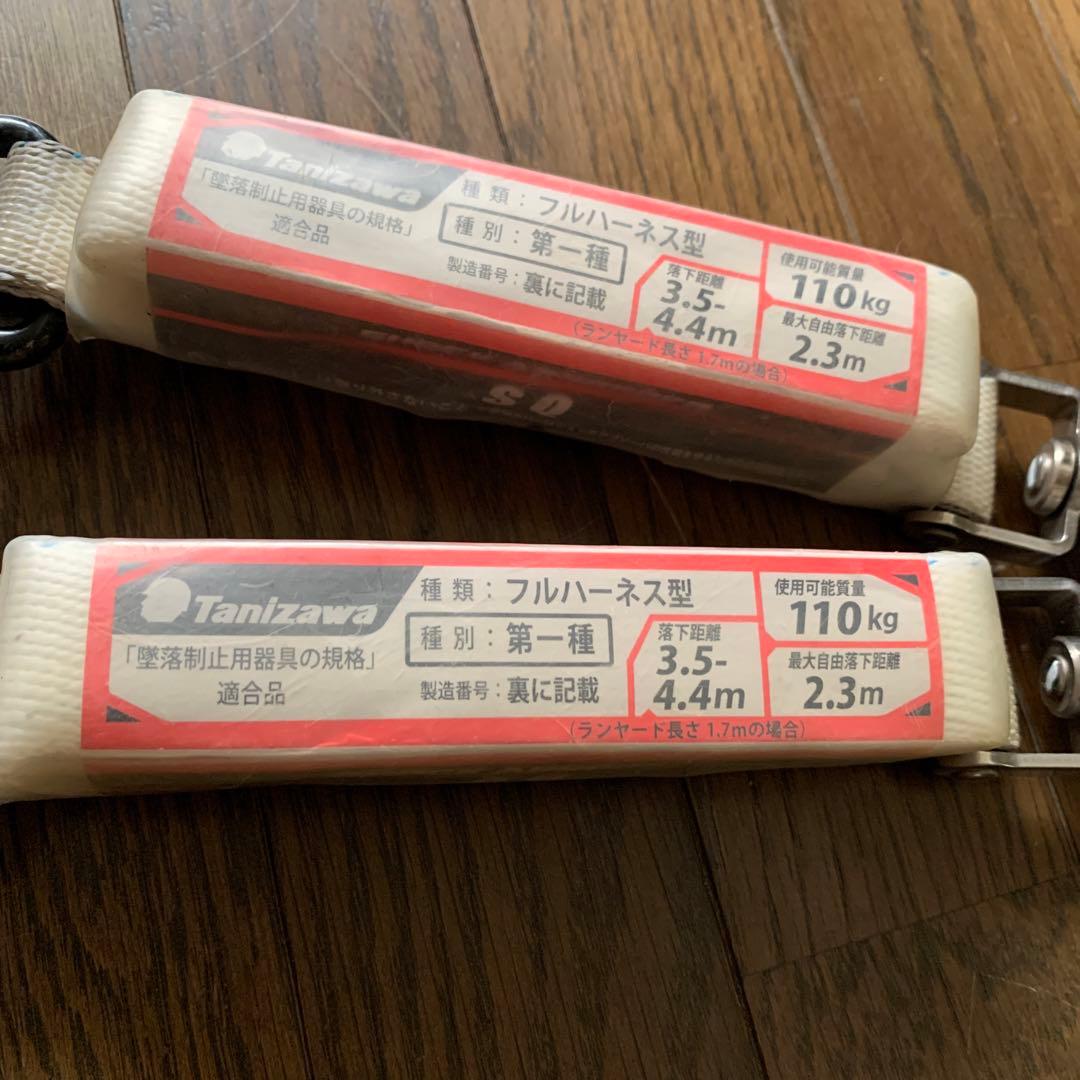 Tanizawa
「墜落制止用器具の規格」
適合品
種類：フルハーネス型
種別：第一種
製造番号：裏に記載
落下距離
3.5-
4.4m
使用可能質量
110kg
最大自由落下距離
2.3m
(ランヤード長さ 1.7mの場合)
SD
Tanizawa
「墜落制止用器具の規格」
適合品
種類：フルハーネス型
種別：第一種
製造番号：裏に記載
落下距離
3.5-
4.4m
使用可能質量
110kg
最大自由落下距離
2.3m
(ランヤード長さ 1.7mの場合)